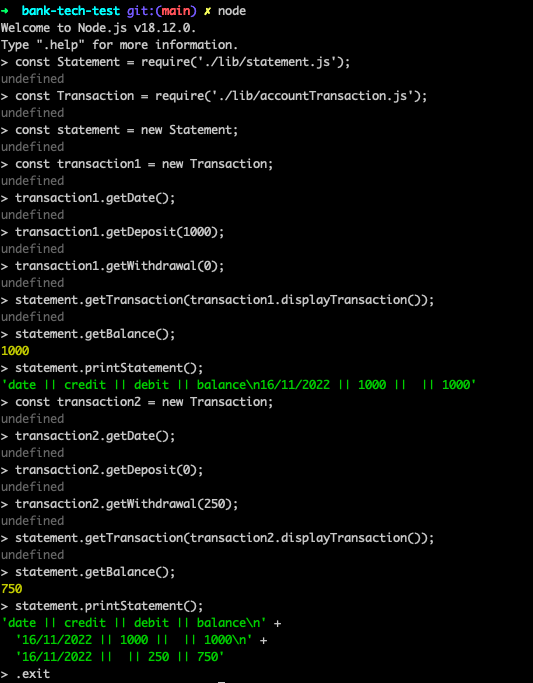 ➜  bank-tech-test git:(main) ✗ node
Welcome to Node.js v18.12.0.
Type ".help" for more information.
> const Statement = require('./lib/statement.js');
undefined
> const Transaction = require('./lib/accountTransaction.js');
undefined
> const statement = new Statement;
undefined
> const transaction1 = new Transaction;
undefined
> transaction1.getDate();
undefined
> transaction1.getDeposit(1000);
undefined
> transaction1.getWithdrawal(0);
undefined
> statement.getTransaction(transaction1.displayTransaction());
undefined
> statement.getBalance();
1000
> statement.printStatement();
'date || credit || debit || balance\n16/11/2022 || 1000 ||  || 1000'
> const transaction2 = new Transaction;
undefined
> transaction2.getDate();
undefined
> transaction2.getDeposit(0);
undefined
> transaction2.getWithdrawal(250);
undefined
> statement.getTransaction(transaction2.displayTransaction());
undefined
> statement.getBalance();
750
> statement.printStatement();
'date || credit || debit || balance\n' +
  '16/11/2022 || 1000 ||  || 1000\n' +
  '16/11/2022 ||  || 250 || 750'
> .exit